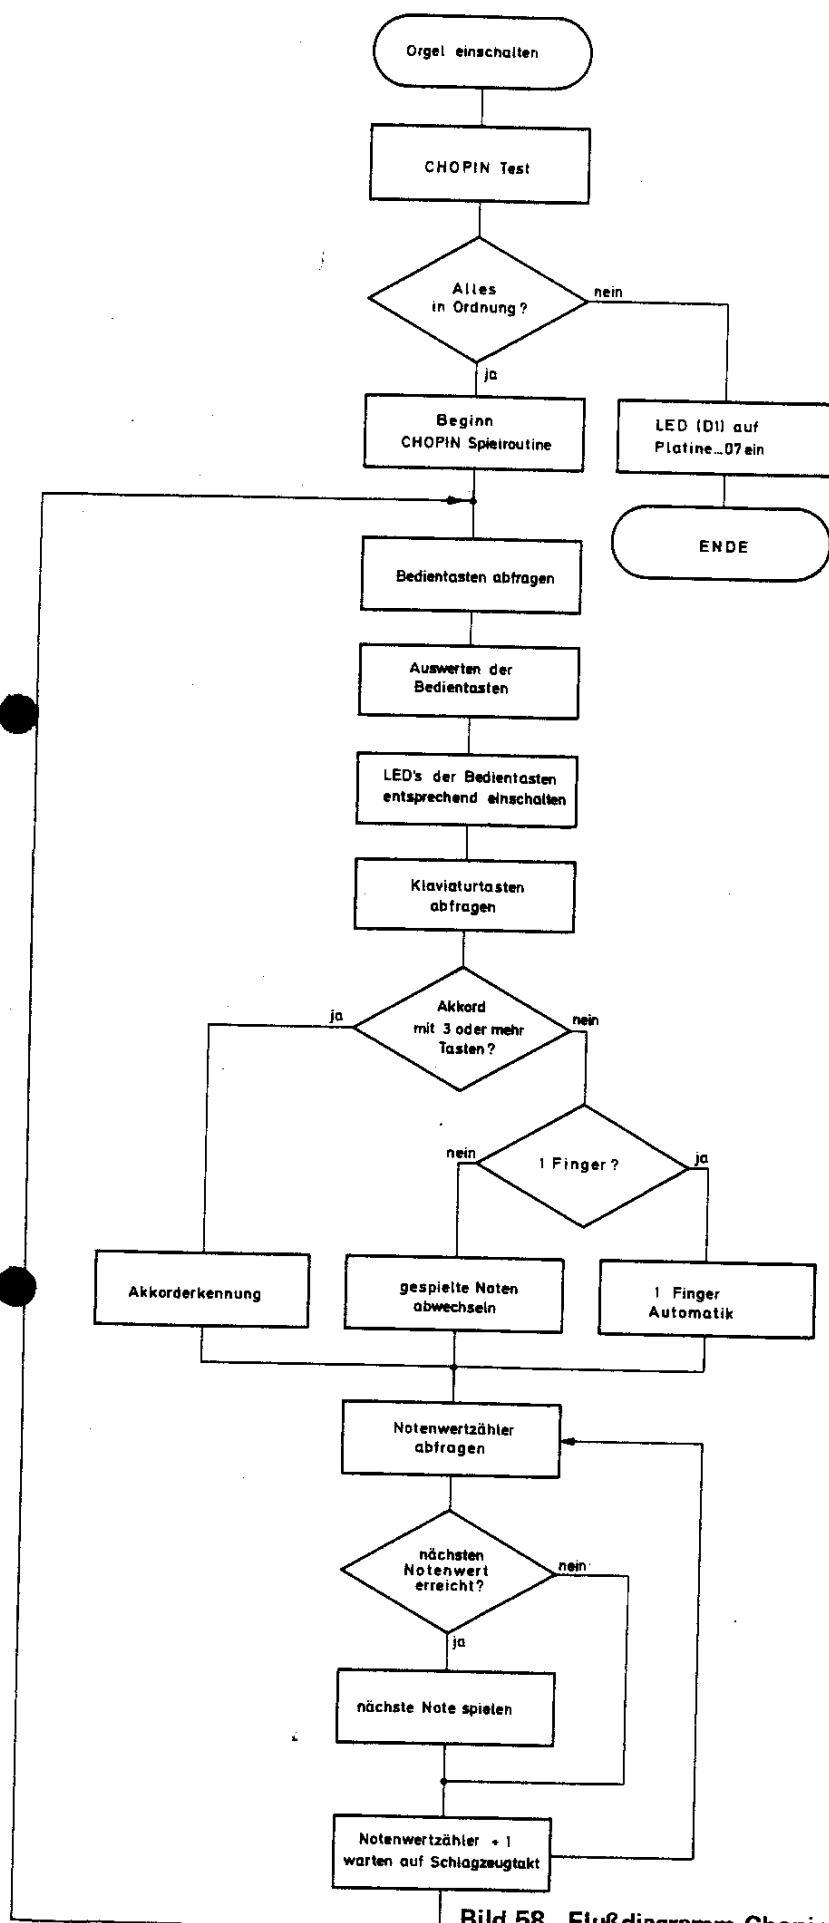 Orgel einschalten
CHOPIN Test
Alles
in Ordnung?
nein
ja
Beginn
CHOPIN Spielroutine
LED (D1) auf
Platine...07 ein
ENDE
Bedientasten abfragen
Auswerten der
Bedientasten
LED's der Bedientasten
entsprechend einschalten
Klaviaturtasten
abfragen
Akkord
mit 3 oder mehr
Tasten?
ja
nein
1 Finger?
nein
ja
Akkorderkennung
gespielte Noten
abwechseln
1 Finger
Automatik
Notenwertzähler
abfragen
nächsten
Notenwert
erreicht?
nein
ja
nächste Note spielen
Notenwertzähler + 1
warten auf Schlagzeugtakt
Bild 58 Flußdiagramm